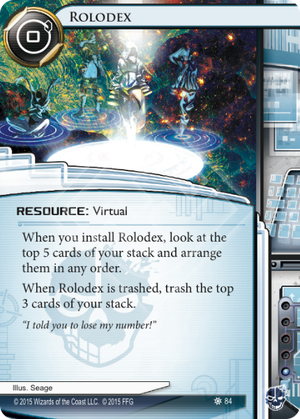 0
Rolodex
RESOURCE: Virtual
When you install Rolodex, look at the
top 5 cards of your stack and arrange
them in any order.
When Rolodex is trashed, trash the top
3 cards of your stack.
“I told you to lose my number!”
Illus. Seage
© 2015 Wizards of the Coast LLC. © 2015 FFG
84